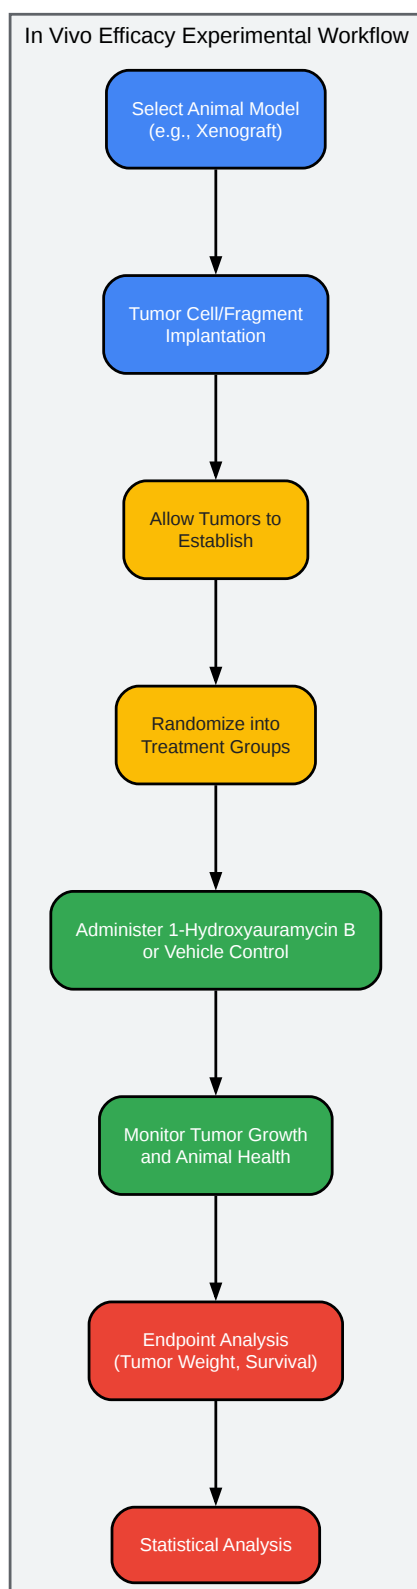 In Vivo Efficacy Experimental Workflow
Select Animal Model
(e.g., Xenograft)
Tumor Cell/Fragment
Implantation
Allow Tumors to
Establish
Randomize into
Treatment Groups
Administer 1-Hydroxyauramycin B
or Vehicle Control
Monitor Tumor Growth
and Animal Health
Endpoint Analysis
(Tumor Weight, Survival)
Statistical Analysis